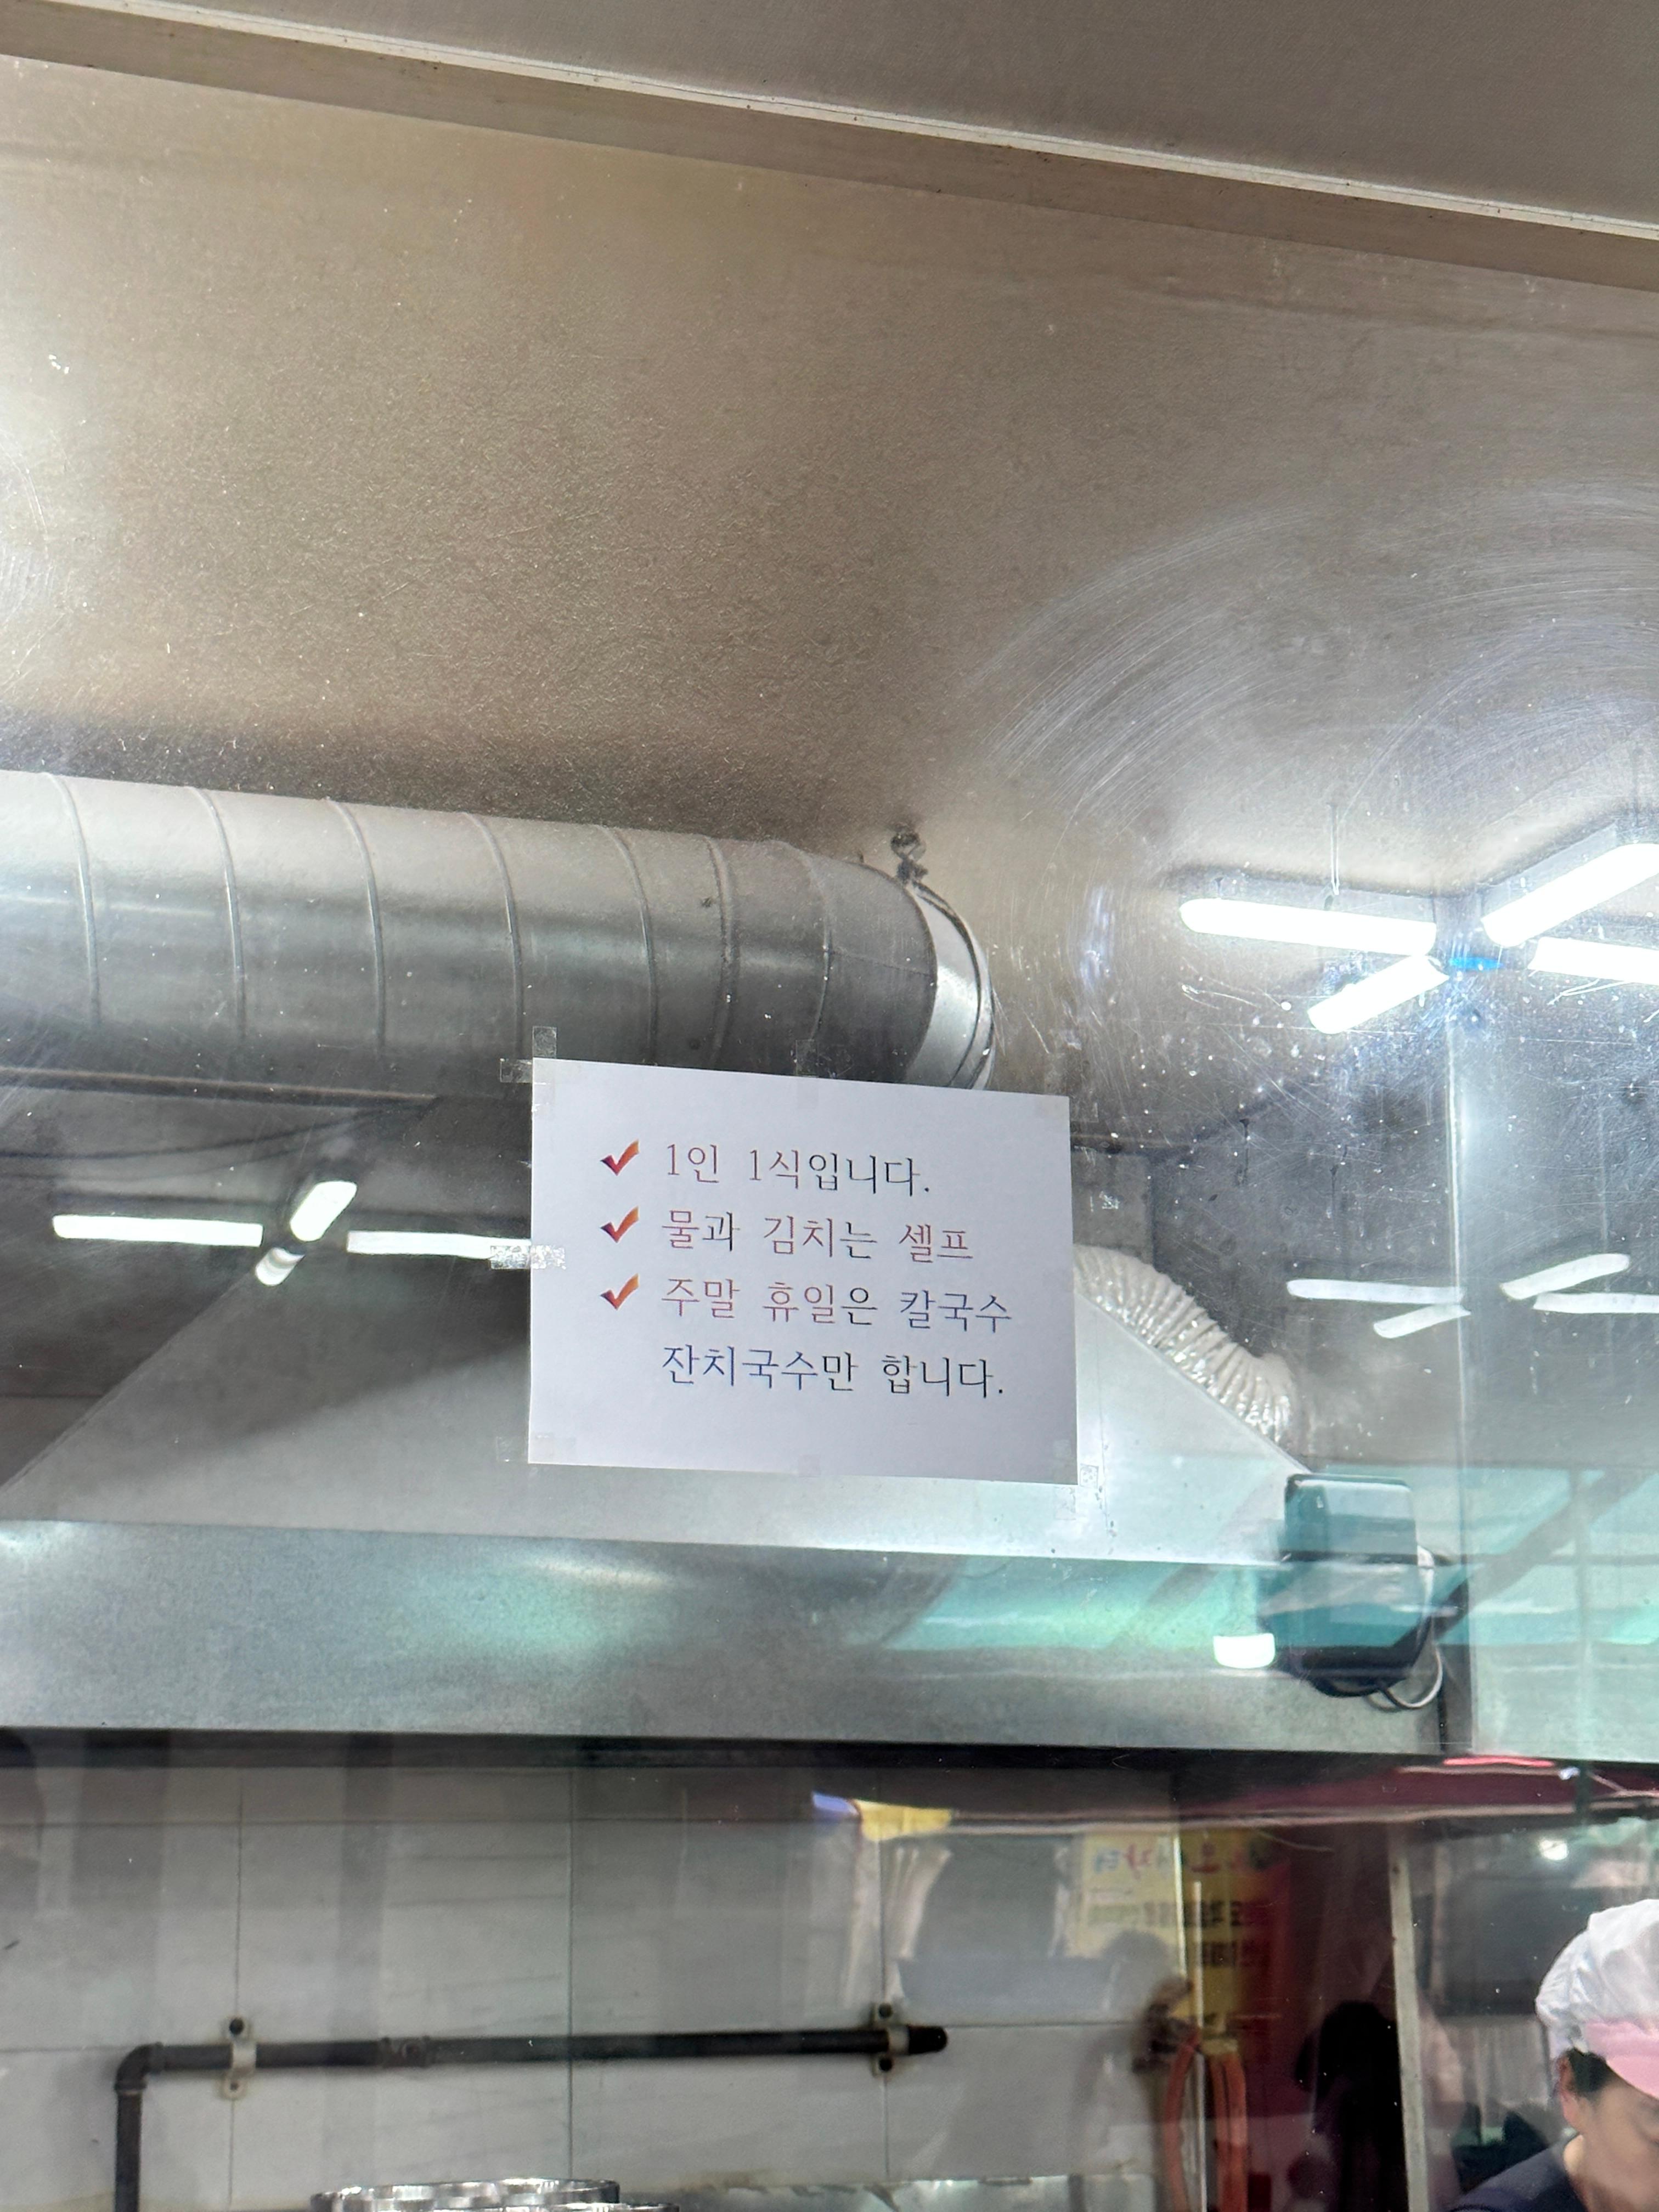 ✔ 1인 1식입니다.
✔ 물과 김치는 셀프
✔ 주말 휴일은 칼국수
잔치국수만 합니다.